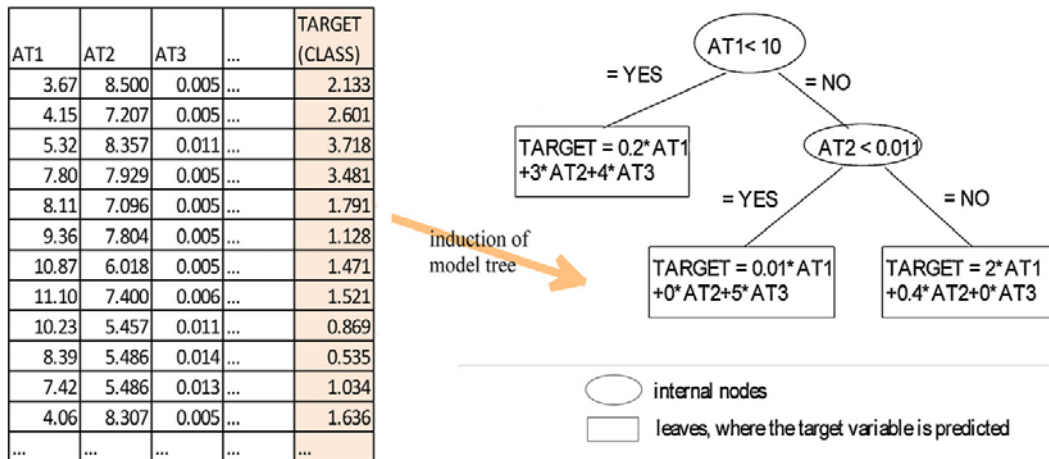 TARGET
AT1 AT2 AT3 ... (CLASS)
3.67 8.500 0.005 ... 2.133
4.15 7.207 0.005 ... 2.601
5.32 8.357 0.011 ... 3.718
7.80 7.929 0.005 ... 3.481
8.11 7.096 0.005 ... 1.791
9.36 7.804 0.005 ... 1.128
10.87 6.018 0.005 ... 1.471
11.10 7.400 0.006 ... 1.521
10.23 5.457 0.011 ... 0.869
8.39 5.486 0.014 ... 0.535
7.42 5.486 0.013 ... 1.034
4.06 8.307 0.005 ... 1.636
... ... ... ... ...
induction of
model tree
AT1< 10
= YES
= NO
TARGET = 0.2*AT1
+3*AT2+4*AT3
AT2 < 0.011
= YES
= NO
TARGET = 0.01*AT1
+0*AT2+5*AT3
TARGET = 2*AT1
+0.4*AT2+0*AT3
internal nodes
leaves, where the target variable is predicted